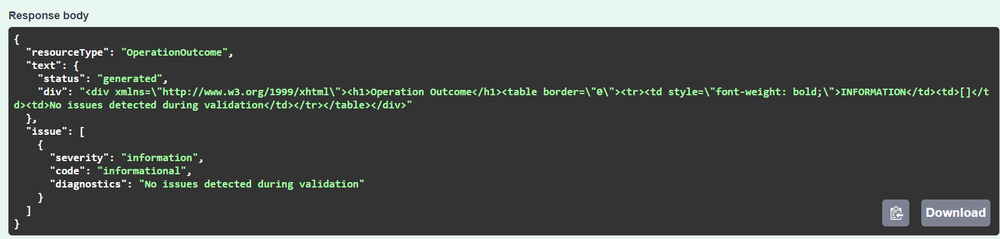 Response body
{
  "resourceType": "OperationOutcome",
  "text": {
    "status": "generated",
    "div": "<div xmlns=\"http://www.w3.org/1999/xhtml\"><h1>Operation Outcome</h1><table border=\"0\"><tr><td style=\"font-weight: bold;\">INFORMATION</td><td>[]</t
d><td>No issues detected during validation</td></tr></table></div>"
  },
  "issue": [
    {
      "severity": "information",
      "code": "informational",
      "diagnostics": "No issues detected during validation"
    }
  ]
}
Download